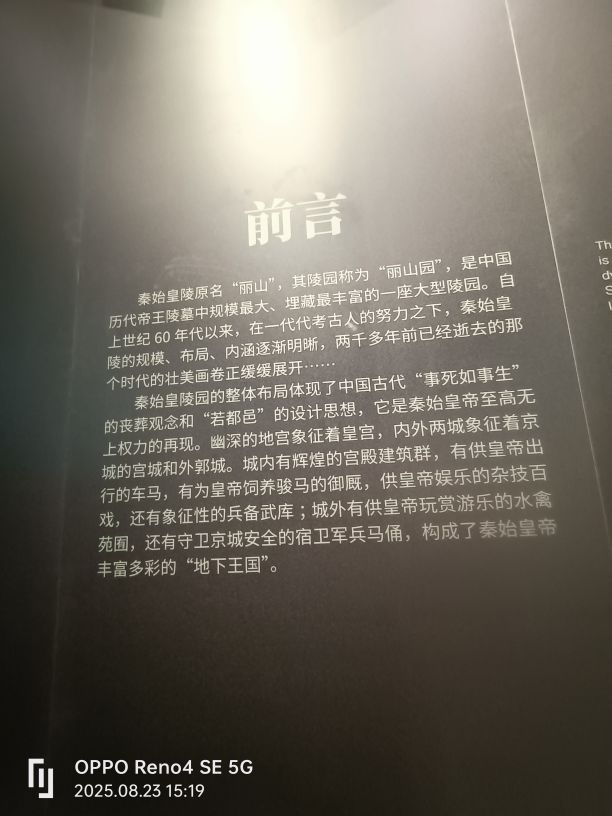 前言
秦始皇陵原名“丽山”，其陵园称为“丽山园”，是中国
历代帝王陵墓中规模最大、埋藏最丰富的一座大型陵园。自
上世纪 60 年代以来，在一代代考古人的努力之下，秦始皇
陵的规模、布局、内涵逐渐明晰，两千多年前已经逝去的那
个时代的壮美画卷正缓缓展开……
秦始皇陵园的整体布局体现了中国古代“事死如事生”
的丧葬观念和“若都邑”的设计思想，它是秦始皇帝至高无
上权力的再现。幽深的地宫象征着皇宫，内外两城象征着京
城的宫城和外郭城。城内有辉煌的宫殿建筑群，有供皇帝出
行的车马，有为皇帝饲养骏马的御厩，供皇帝娱乐的杂技百
戏，还有象征性的兵备武库；城外有供皇帝玩赏游乐的水禽
苑囿，还有守卫京城安全的宿卫军兵马俑，构成了秦始皇帝
丰富多彩的“地下王国”。
Th
is
dy
S
OPPO Reno4 SE 5G
2025.08.23 15:19